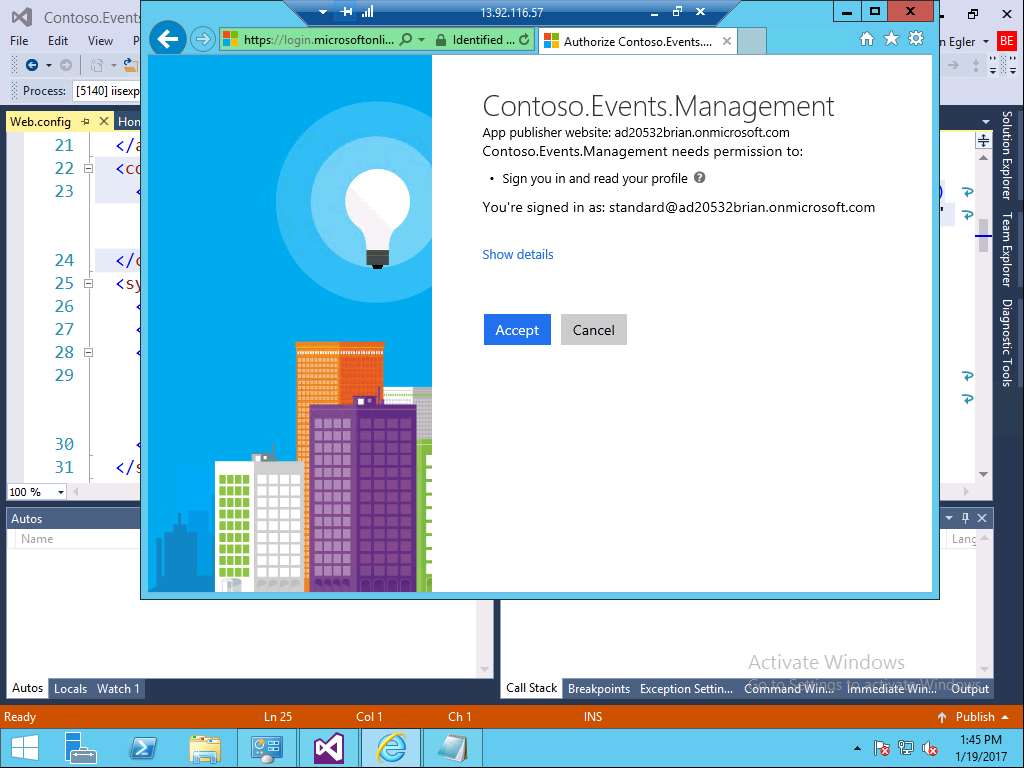 Contoso.Events
13.92.116.57
n Egler
BE
File Edit View
https://login.microsoftonli...
Identified ...
Authorize Contoso.Events....
Process: [5140] iisexp
Web.config
Hom
Contoso.Events.Management
App publisher website: ad20532brian.onmicrosoft.com
Contoso.Events.Management needs permission to:
• Sign you in and read your profile
You're signed in as: standard@ad20532brian.onmicrosoft.com
Show details
Accept Cancel
21 </a
22 <co
23 <
24 </c
25 <sy
26 <
27 <
28 <
29
30 <
31 </s
100 %
Solution Explorer
Team Explorer
Diagnostic Tools
Autos
Name
Lang
Autos Locals Watch 1
Call Stack Breakpoints Exception Settin... Command Win... Immediate Win... Output
Activate Windows
Go to Settings to activate Windows.
Ready Ln 25 Col 1 Ch 1 INS Publish
1:45 PM
1/19/2017